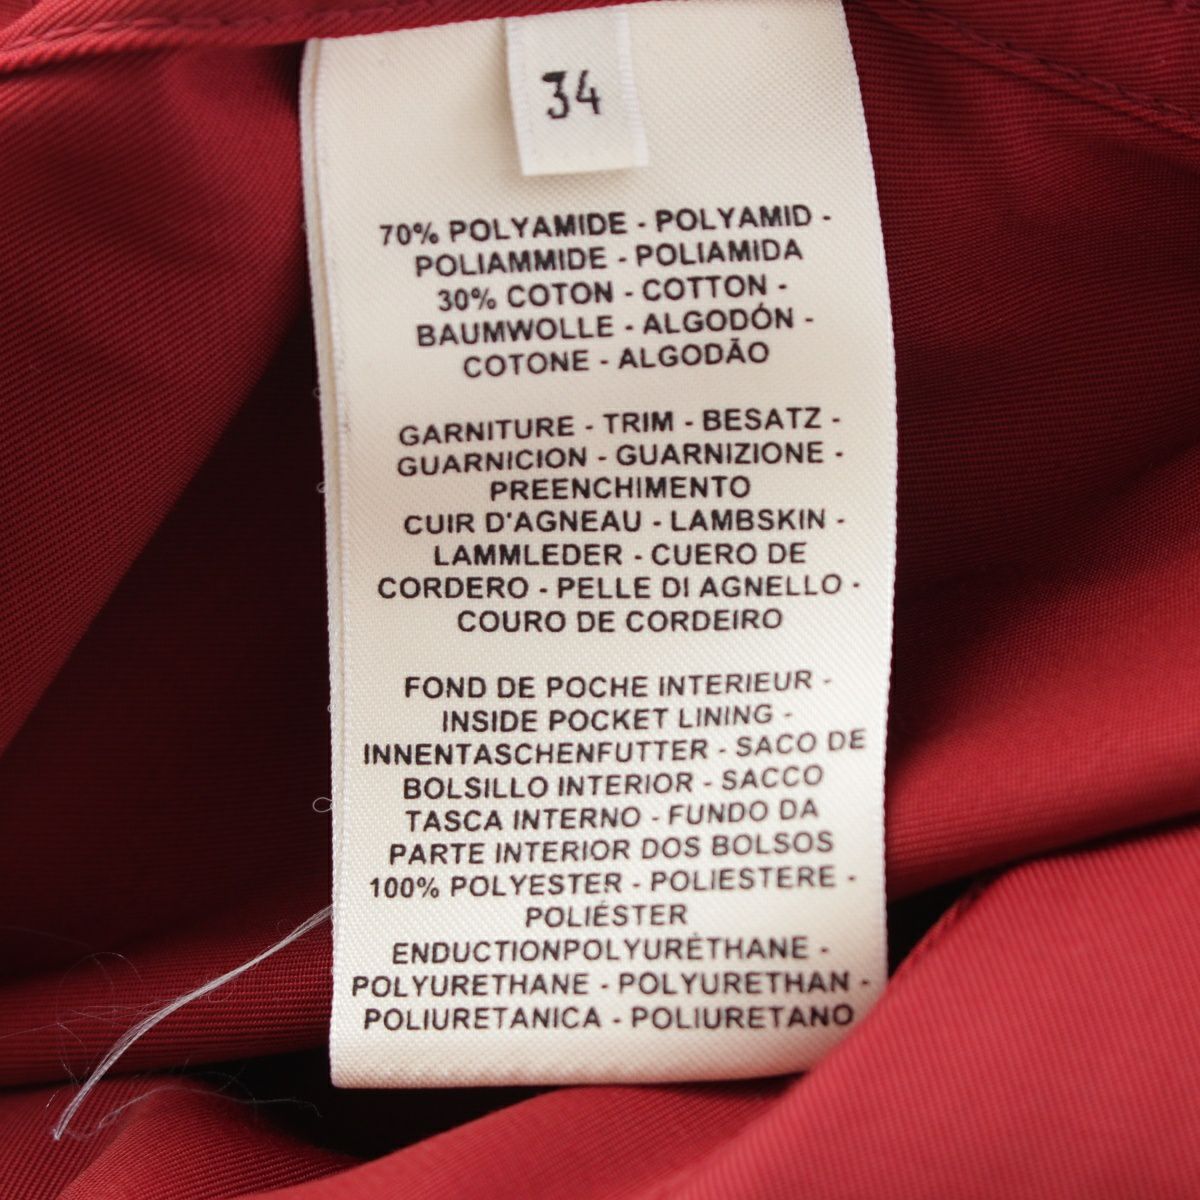 34
70% POLYAMIDE - POLYAMID -
POLIAMMIDE - POLIAMIDA
30% COTON - COTTON -
BAUMWOLLE - ALGODÓN -
COTONE - ALGODÃO
GARNITURE - TRIM - BESATZ -
GUARNICION - GUARNIZIONE -
PREENCHIMENTO
CUIR D'AGNEAU - LAMBSKIN -
LAMMLEDER - CUERO DE
CORDERO - PELLE DI AGNELLO -
COURO DE CORDEIRO
FOND DE POCHE INTERIEUR -
INSIDE POCKET LINING -
INNENTASCHENFUTTER - SACO DE
BOLSILLO INTERIOR - SACCO
TASCA INTERNO - FUNDO DA
PARTE INTERIOR DOS BOLSOS
100% POLYESTER - POLIESTERE -
POLIÉSTER
ENDUCTIONPOLYURÉTHANE -
POLYURETHANE - POLYURETHAN -
POLIURETANICA - POLIURETANO